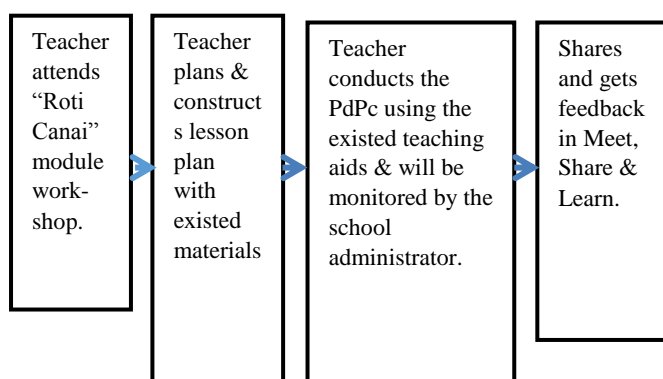 Teacher
attends
“Roti
Canai”
module
work-
shop.
Teacher
plans &
construct
s lesson
plan
with
existed
materials
Teacher
conducts the
PdPc using the
existed teaching
aids & will be
monitored by the
school
administrator.
Shares
and gets
feedback
in Meet,
Share &
Learn.